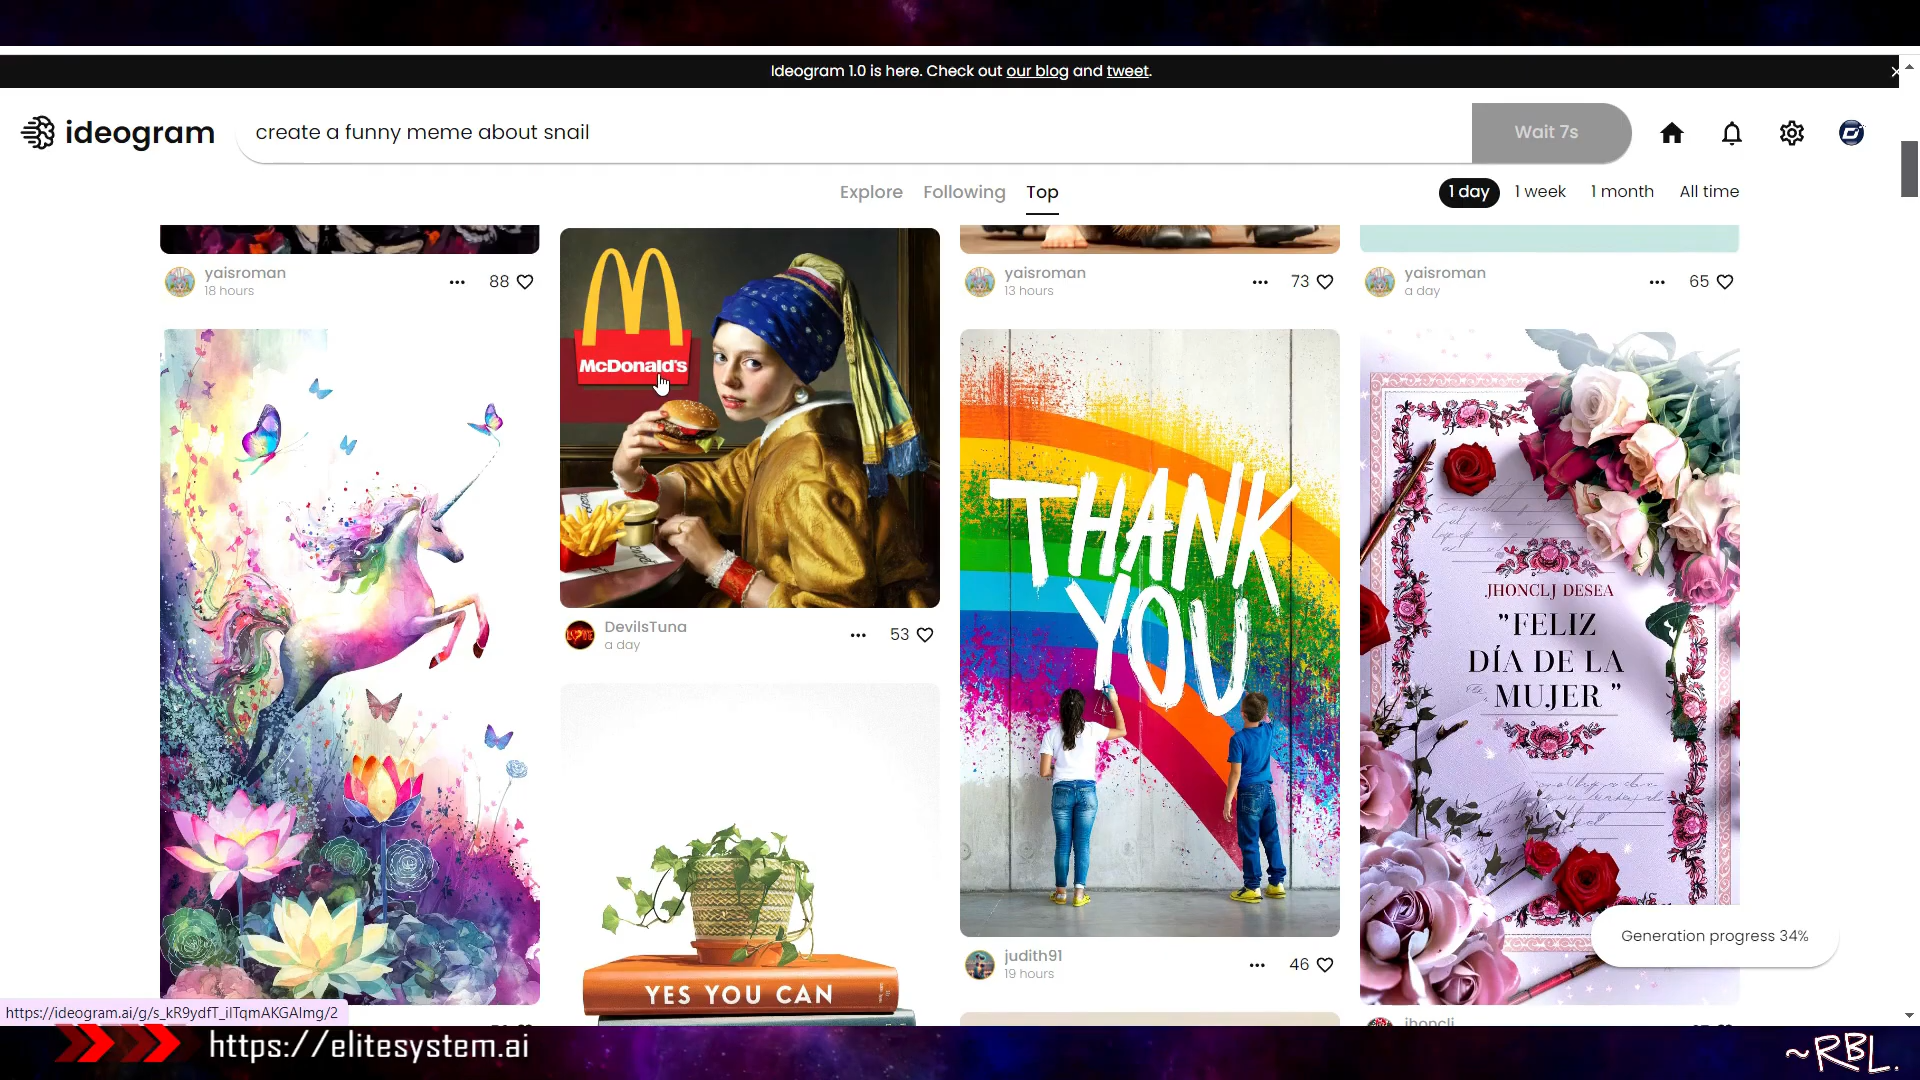 Ideogram 1.0 is here. Check out our blog and tweet.
ideogram
create a funny meme about snail
Wait 7s
Explore
Following
Top
1 day
1 week
1 month
All time
yaisroman
18 hours
88
yaisroman
13 hours
73
yaisroman
a day
65
McDonald's
DevilsTuna
a day
53
THANK
YOU
judith91
19 hours
46
JHONCLJ DESEA
"FELIZ
DÍA DE LA
MUJER "
YES YOU CAN
Generation progress 34%
jhonclj
https://ideogram.ai/g/s_kR9ydfT_iITqmAKGAImg/2
https://elitesystem.ai
~RBL.